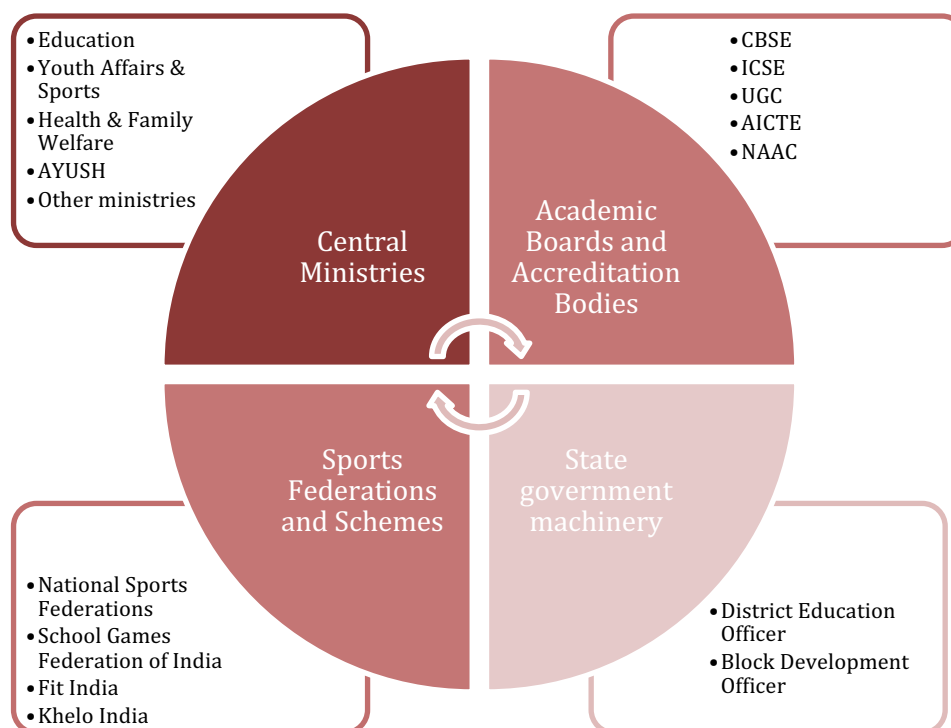 • Education
• Youth Affairs &
Sports
• Health & Family
Welfare
• AYUSH
• Other ministries
• CBSE
• ICSE
• UGC
• AICTE
• NAAC
Central
Ministries
Academic
Boards and
Accreditation
Bodies
Sports
Federations
and Schemes
State
government
machinery
• National Sports
Federations
• School Games
Federation of India
• Fit India
• Khelo India
• District Education
Officer
• Block Development
Officer